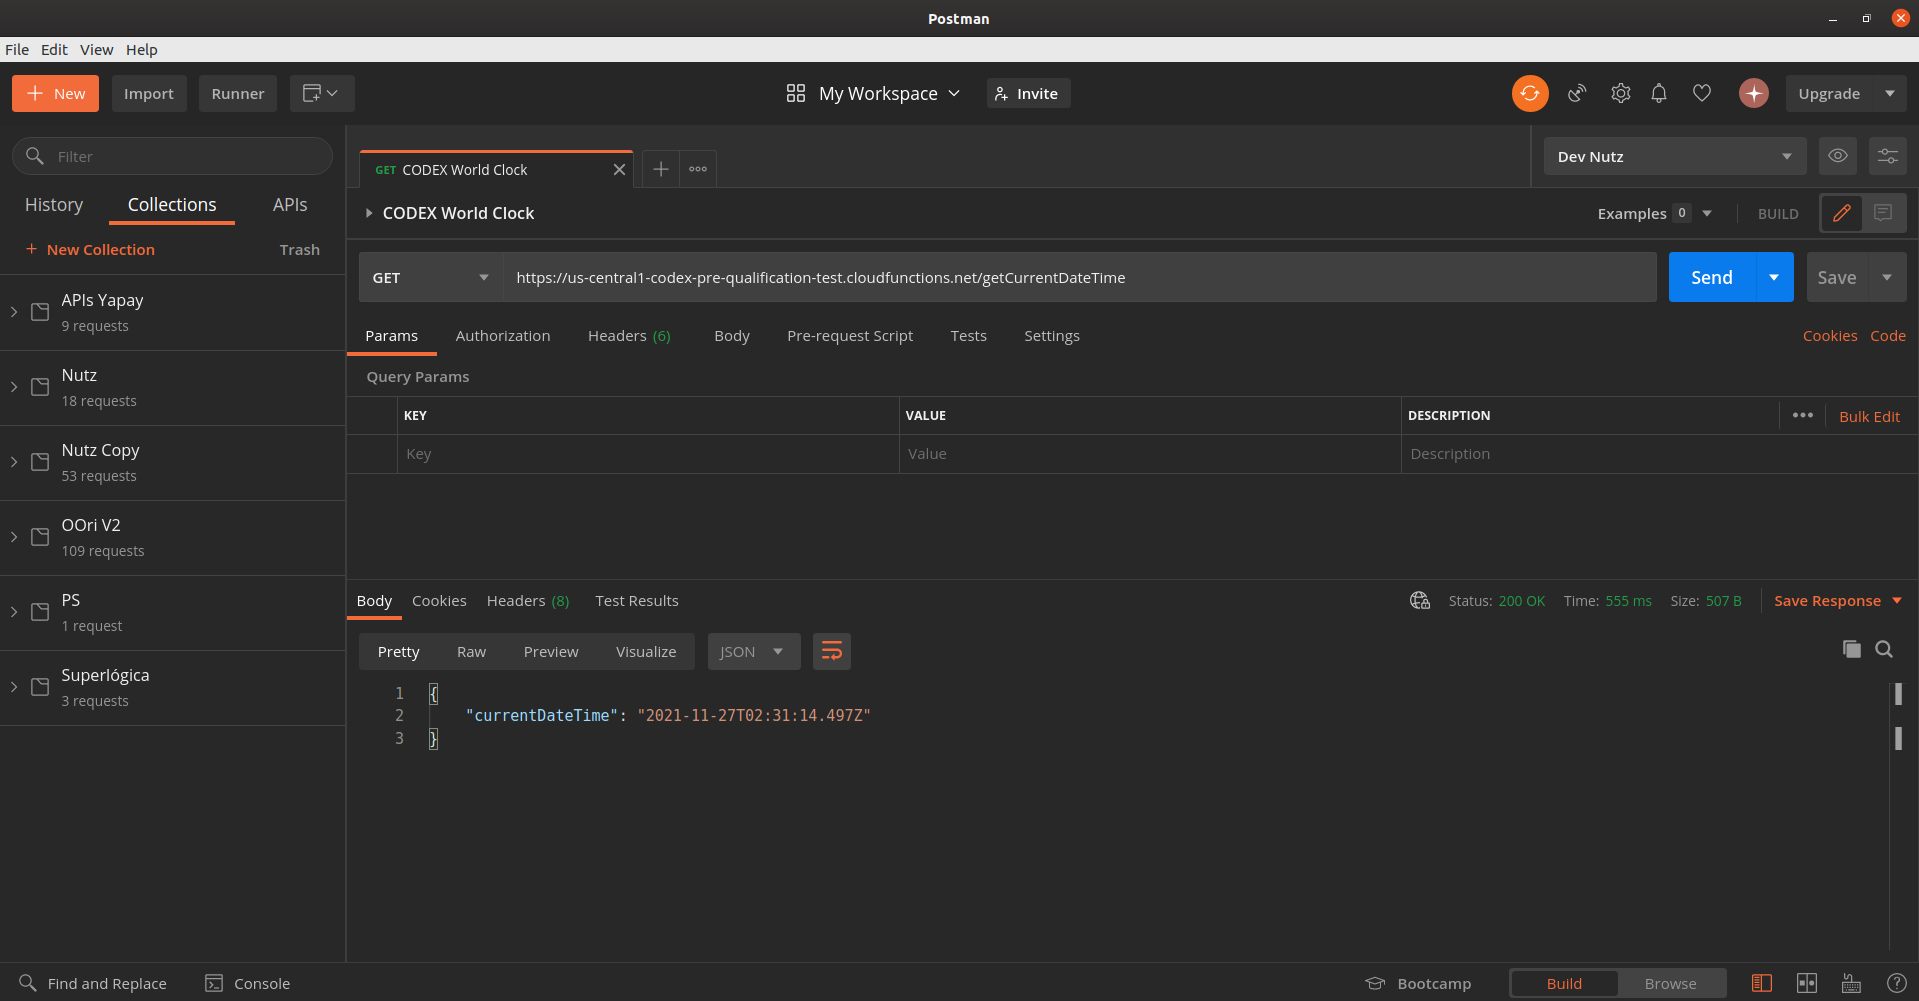 Postman
File Edit View Help
New Import Runner My Workspace Invite Upgrade
Filter
History Collections APIs
New Collection Trash
APIs Yapay
9 requests
Nutz
18 requests
Nutz Copy
53 requests
OOri V2
109 requests
PS
1 request
Superlógica
3 requests
GET CODEX World Clock
Dev Nutz
CODEX World Clock Examples 0 BUILD
GET https://us-central1-codex-pre-qualification-test.cloudfunctions.net/getCurrentDateTime Send Save
Params Authorization Headers (6) Body Pre-request Script Tests Settings Cookies Code
Query Params
KEY VALUE DESCRIPTION ••• Bulk Edit
Key Value Description
Body Cookies Headers (8) Test Results Status: 200 OK Time: 555 ms Size: 507 B Save Response
Pretty Raw Preview Visualize JSON
1 {
2 "currentDateTime": "2021-11-27T02:31:14.497Z"
3 }
Find and Replace Console Bootcamp Build Browse